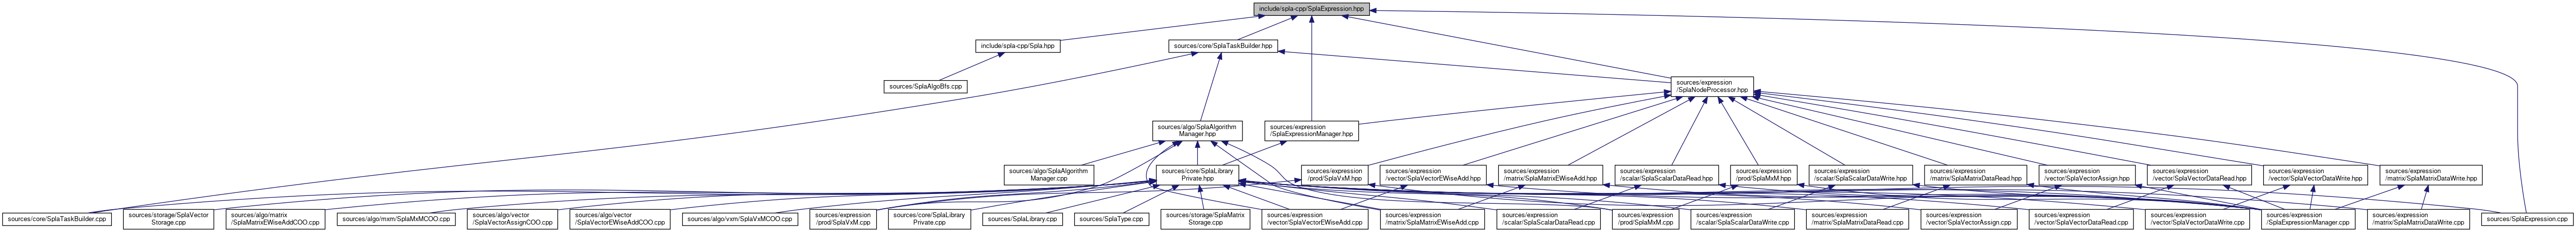 include/spla-cpp/SplaExpression.hpp
include/spla-cpp/Spla.hpp
sources/core/SplaTaskBuilder.hpp
sources/SplaAlgoBfs.cpp
sources/expression
/SplaNodeProcessor.hpp
sources/algo/SplaAlgorithm
Manager.hpp
sources/expression
/SplaExpressionManager.hpp
sources/algo/SplaAlgorithm
Manager.cpp
sources/core/SplaLibrary
Private.hpp
sources/expression
/prod/SplaVxM.hpp
sources/expression
/vector/SplaVectorEWiseAdd.hpp
sources/expression
/matrix/SplaMatrixEWiseAdd.hpp
sources/expression
/scalar/SplaScalarDataRead.hpp
sources/expression
/prod/SplaMxM.hpp
sources/expression
/scalar/SplaScalarDataWrite.hpp
sources/expression
/matrix/SplaMatrixDataRead.hpp
sources/expression
/vector/SplaVectorAssign.hpp
sources/expression
/vector/SplaVectorDataRead.hpp
sources/expression
/vector/SplaVectorDataWrite.hpp
sources/expression
/matrix/SplaMatrixDataWrite.hpp
sources/core/SplaTaskBuilder.cpp
sources/storage/SplaVector
Storage.cpp
sources/algo/matrix
/SplaMatrixEWiseAddCOO.cpp
sources/algo/mxm/SplaMxMCOO.cpp
sources/algo/vector
/SplaVectorAssignCOO.cpp
sources/algo/vector
/SplaVectorEWiseAddCOO.cpp
sources/algo/vxm/SplaVxMCOO.cpp
sources/expression
/prod/SplaVxM.cpp
sources/core/SplaLibrary
Private.cpp
sources/SplaLibrary.cpp
sources/SplaType.cpp
sources/storage/SplaMatrix
Storage.cpp
sources/expression
/vector/SplaVectorEWiseAdd.cpp
sources/expression
/matrix/SplaMatrixEWiseAdd.cpp
sources/expression
/scalar/SplaScalarDataRead.cpp
sources/expression
/prod/SplaMxM.cpp
sources/expression
/scalar/SplaScalarDataWrite.cpp
sources/expression
/matrix/SplaMatrixDataRead.cpp
sources/expression
/vector/SplaVectorAssign.cpp
sources/expression
/vector/SplaVectorDataRead.cpp
sources/expression
/vector/SplaVectorDataWrite.cpp
sources/expression
/SplaExpressionManager.cpp
sources/expression
/matrix/SplaMatrixDataWrite.cpp
sources/SplaExpression.cpp